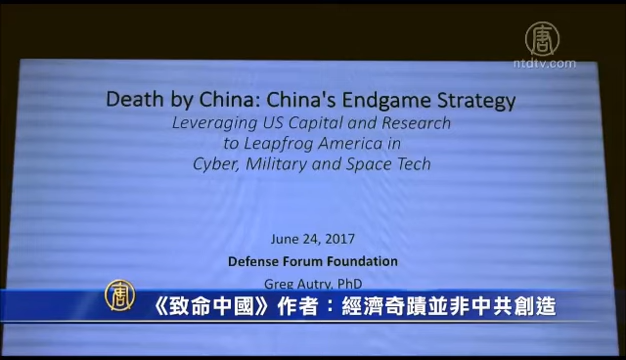 唐
ntdtv.com
Death by China: China's Endgame Strategy
Leveraging US Capital and Research
to Leapfrog America in
Cyber, Military and Space Tech
June 24, 2017
Defense Forum Foundation
Greg Autry, PhD
唐
《致命中國》作者：經濟奇蹟並非中共創造